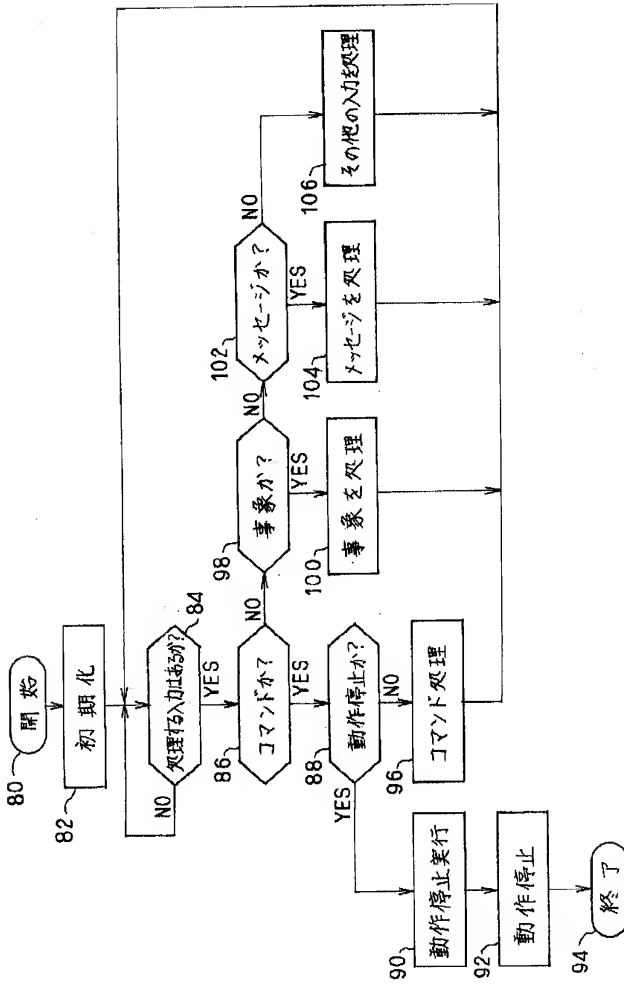 80
開始
82
初期化
84
処理する入力はあるか?
NO
YES
86
コマンドか?
NO
YES
88
動作停止か?
YES
NO
90
動作停止実行
92
動作停止
94
終了
96
コマンド処理
98
事象か?
NO
YES
100
事象を処理
102
メッセージか?
NO
YES
104
メッセージを処理
106
その他の入力を処理